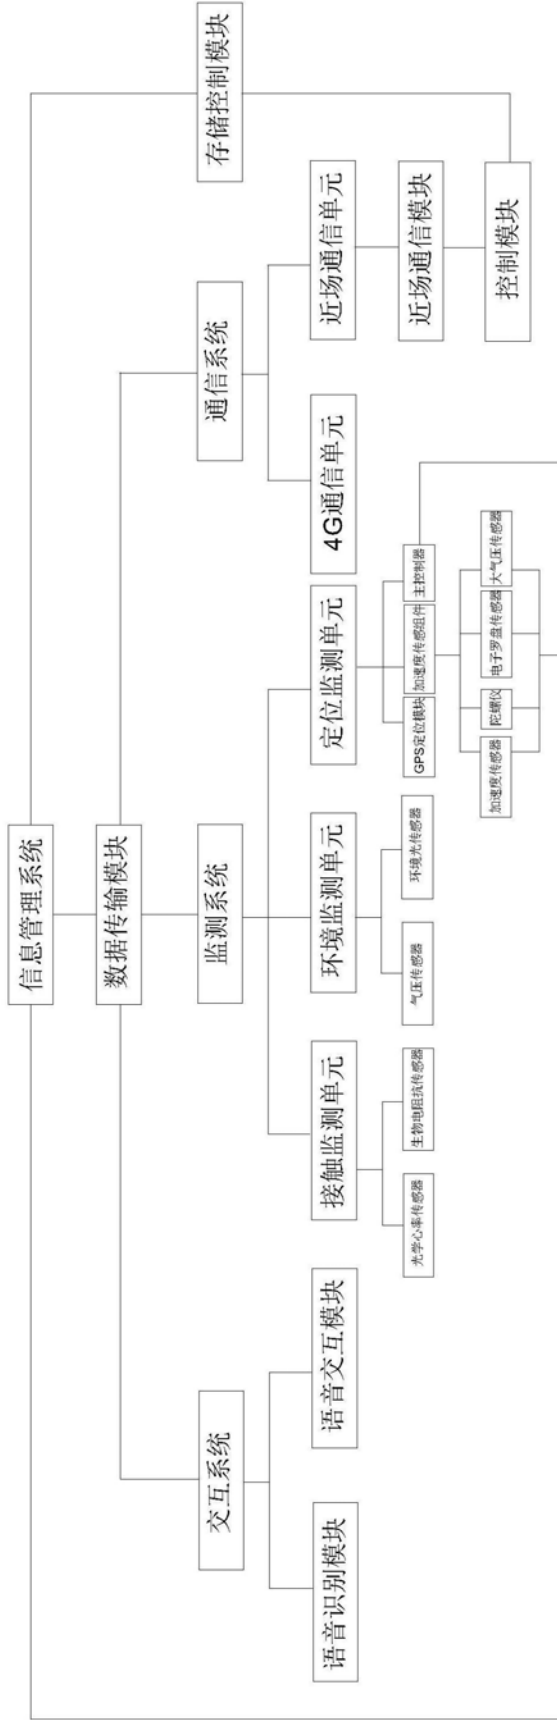 信息管理系统
数据传输模块
交互系统
监测系统
通信系统
存储控制模块
语音识别模块
语音交互模块
接触监测单元
环境监测单元
定位监测单元
4G通信单元
近场通信单元
光学心率传感器
生物电阻抗传感器
气压传感器
环境光传感器
GPS定位模块
加速度传感组件
主控制器
近场通信模块
加速度传感器
陀螺仪
电子罗盘传感器
大气压传感器
控制模块